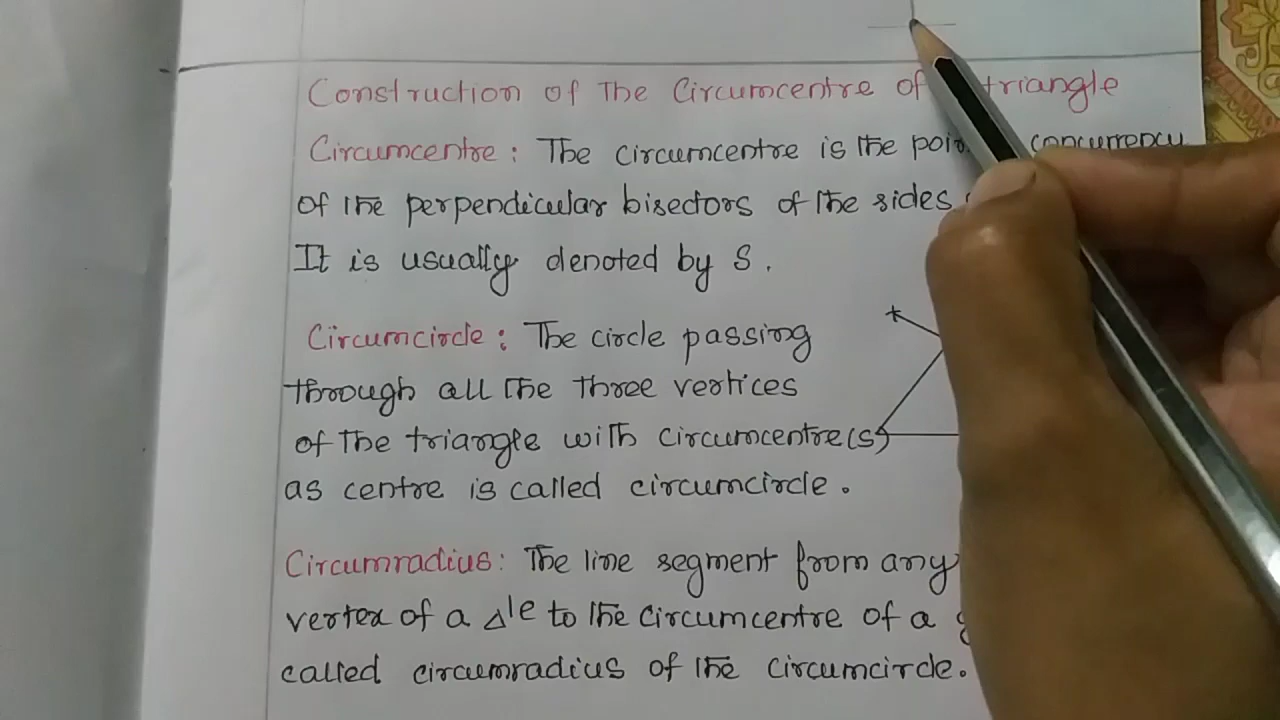 Construction of The Circumcentre of triangle
Circumcentre : The circumcentre is the concurrency
of the perpendicular bisectors of the sides
It is usually denoted by S.
Circumcircle : The circle passing
through all the three vertices
of the triangle with circumcentre(S)
as centre is called circumcircle.
Circumradius : The line segment from any
vertex of a Δle to the circumcentre of a
called circumradius of the circumcircle.